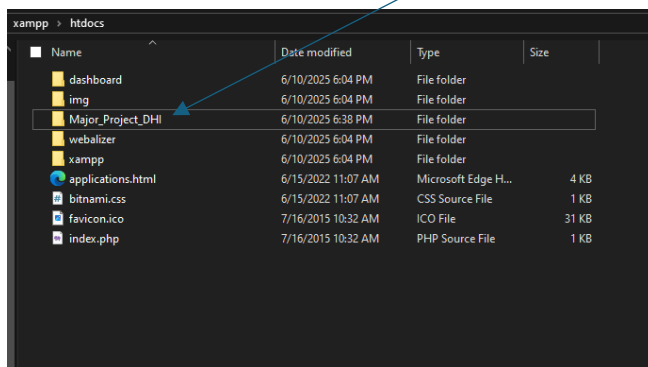 xampp > htdocs
Name Date modified Type Size
dashboard 6/10/2025 6:04 PM File folder
img 6/10/2025 6:04 PM File folder
Major_Project_DHI 6/10/2025 6:38 PM File folder
webalizer 6/10/2025 6:04 PM File folder
xampp 6/10/2025 6:04 PM File folder
applications.html 6/15/2022 11:07 AM Microsoft Edge H... 4 KB
bitnami.css 6/15/2022 11:07 AM CSS Source File 1 KB
favicon.ico 7/16/2015 10:32 AM ICO File 31 KB
index.php 7/16/2015 10:32 AM PHP Source File 1 KB